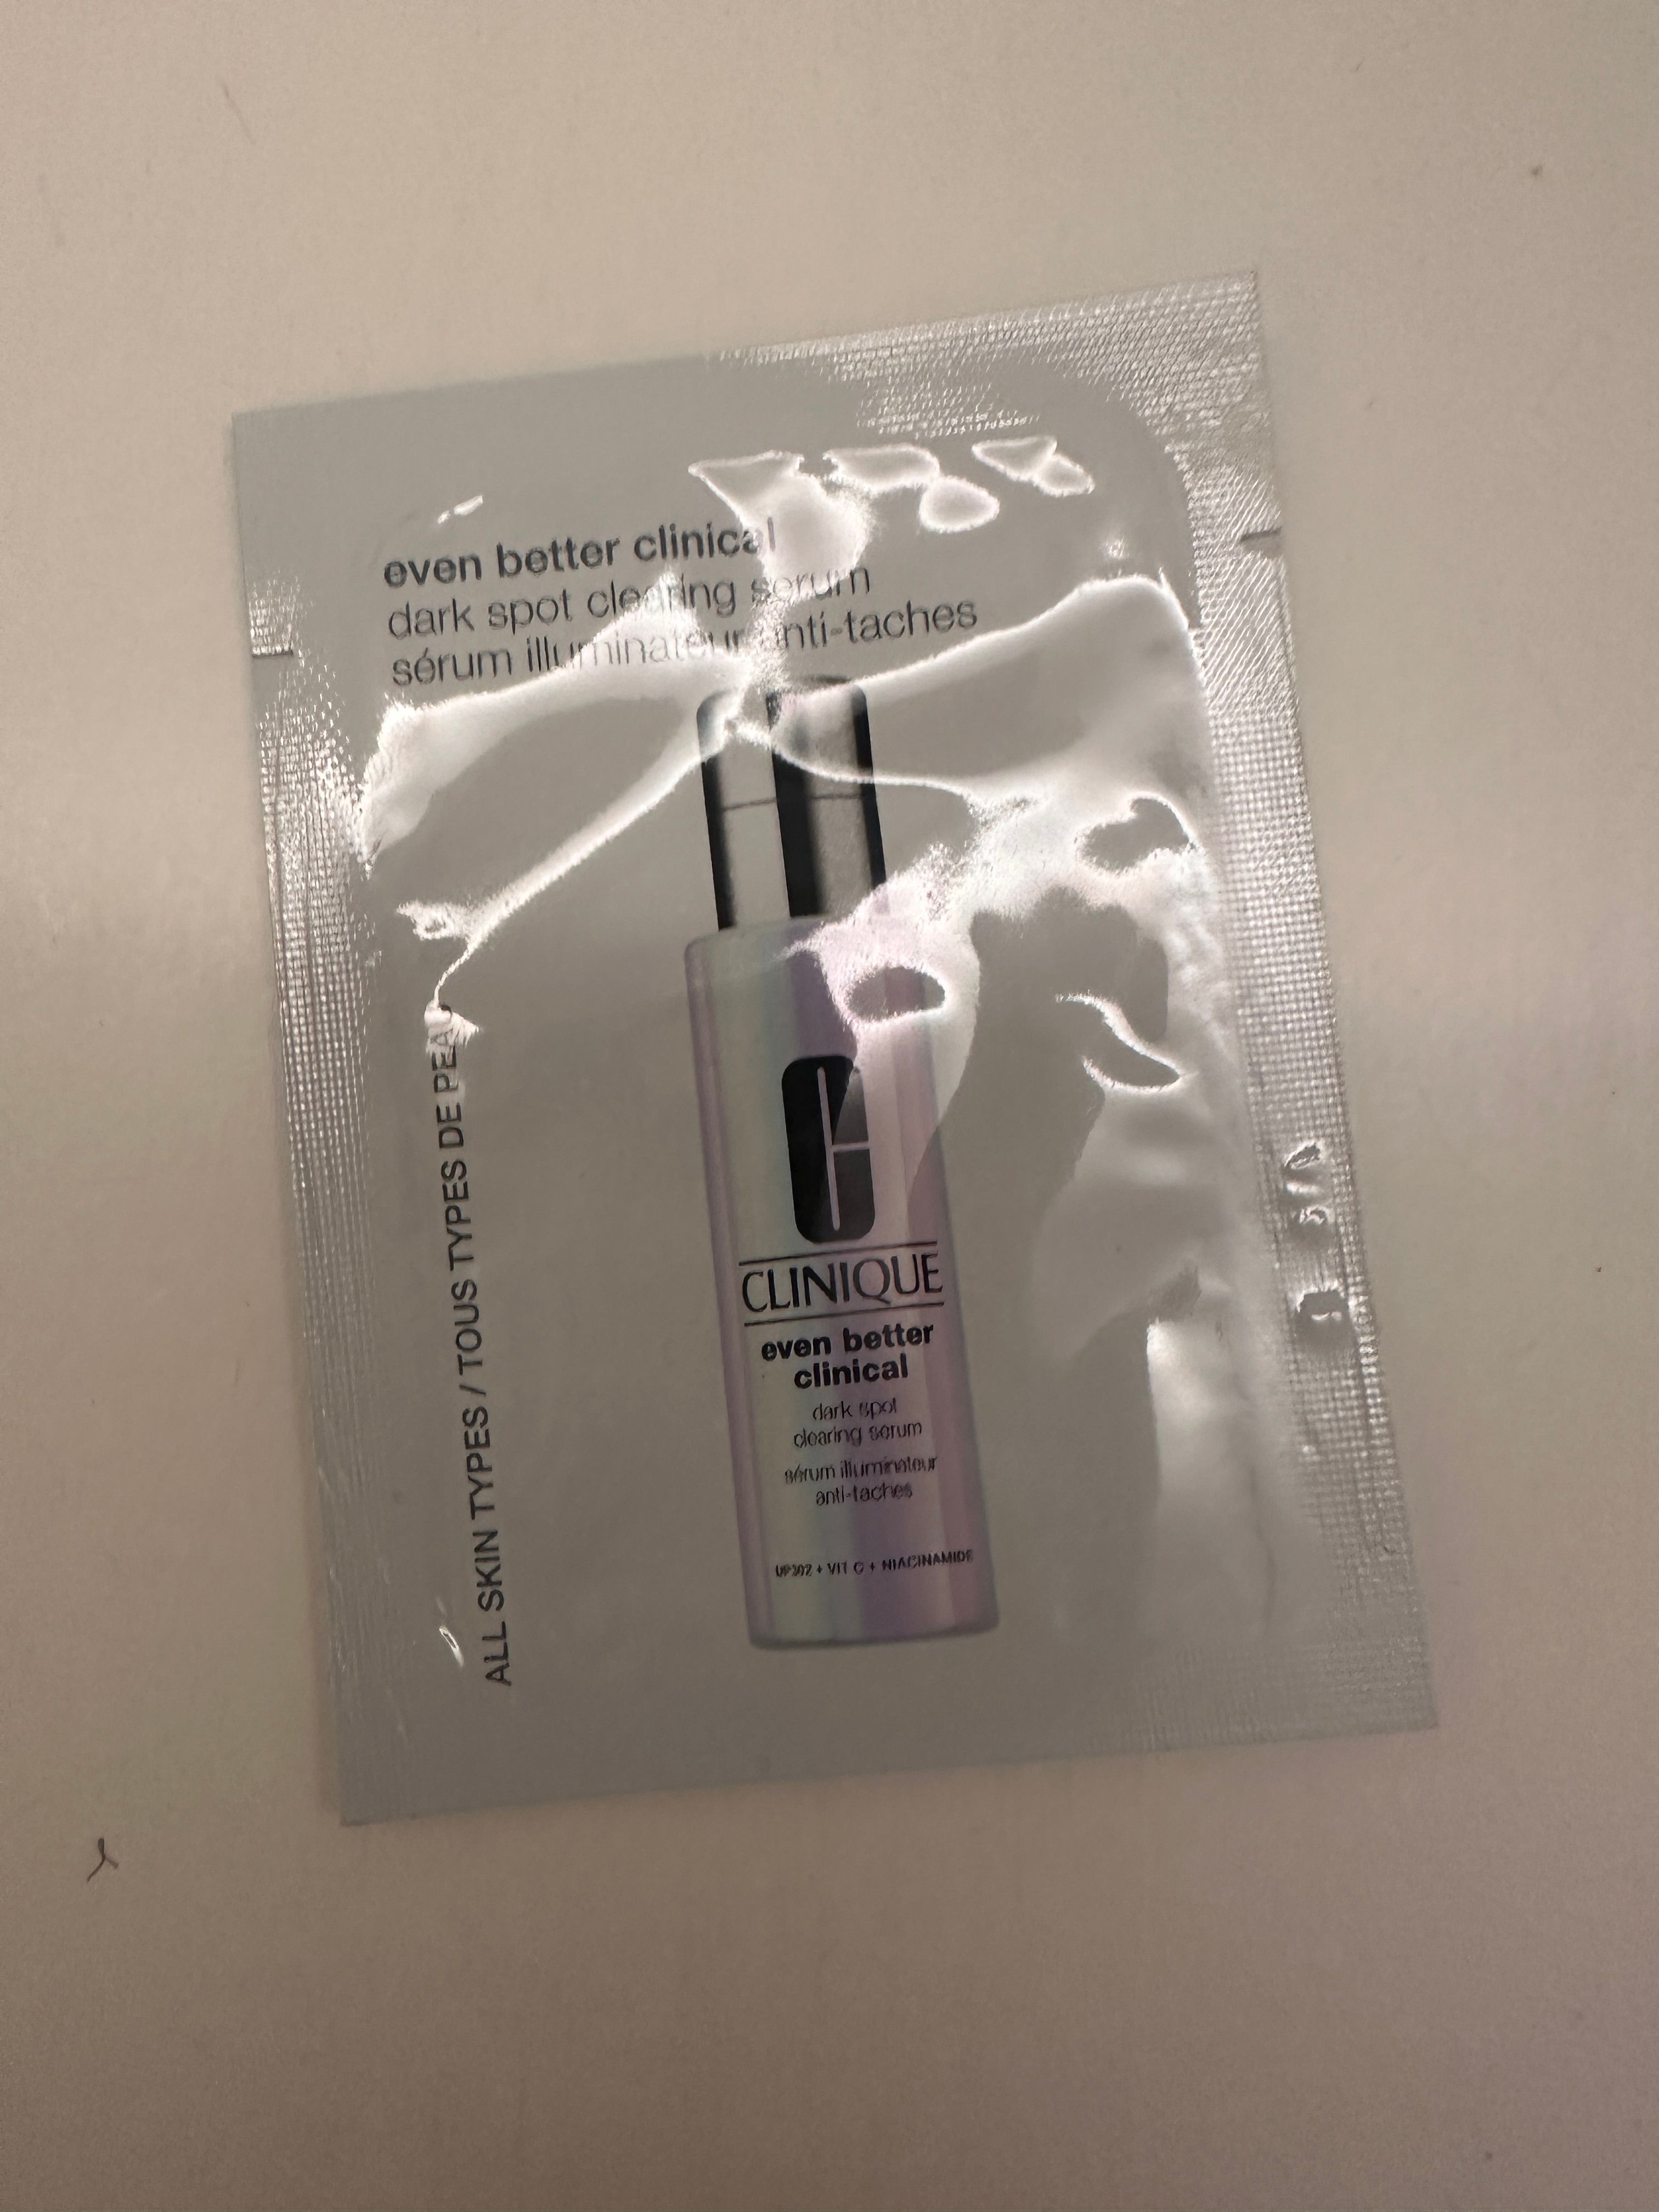 even better clinical
dark spot clearing serum
sérum illuminateur anti-taches
ALL SKIN TYPES / TOUS TYPES DE PEAU
CLINIQUE
even better
clinical
dark spot
clearing serum
sérum illuminateur
anti-taches
UP302 + VIT C + NIACINAMIDE